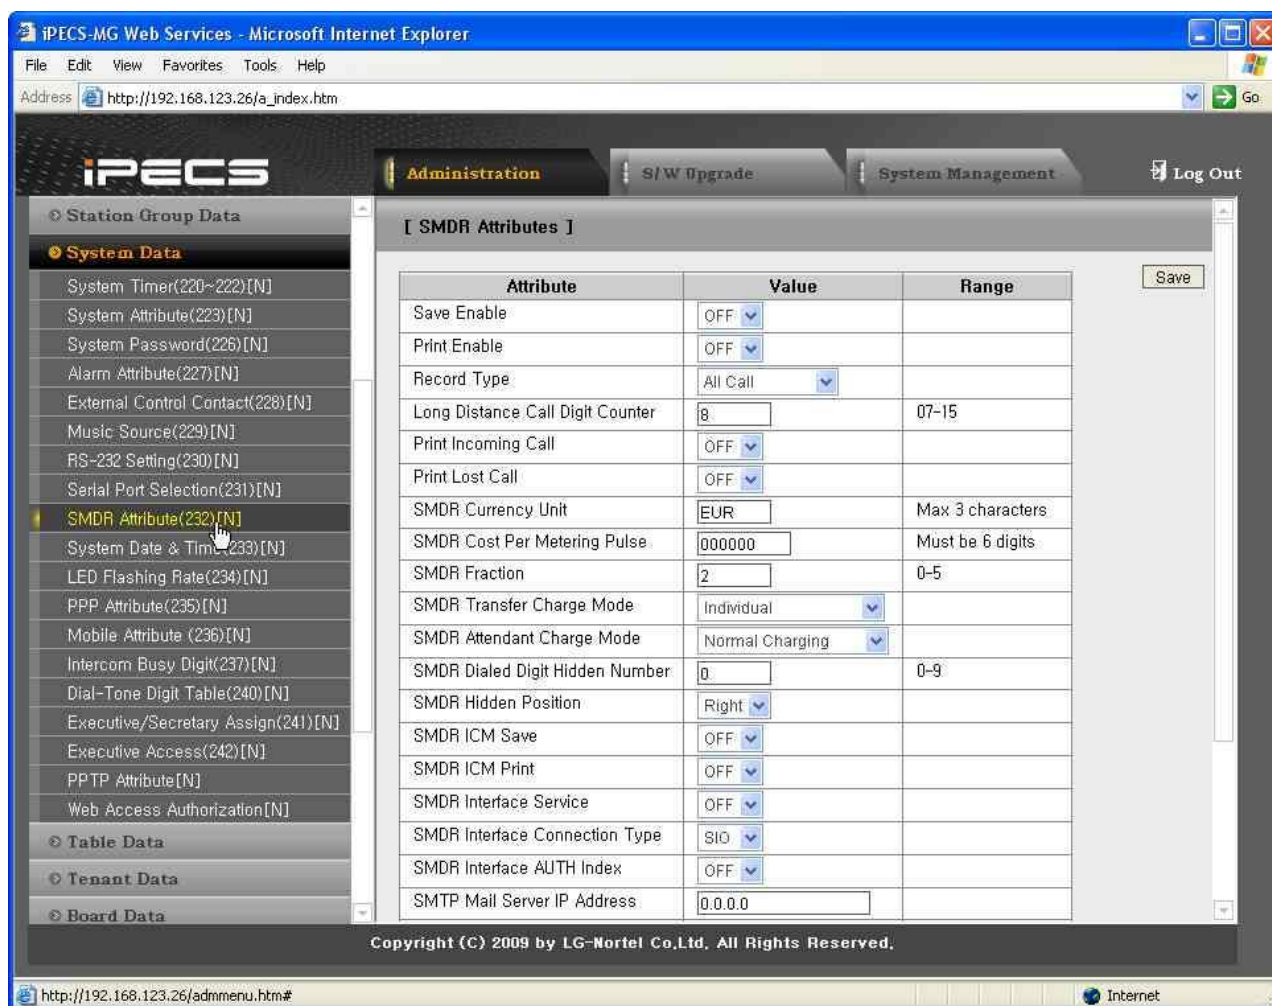 iPECS-MG Web Services - Microsoft Internet Explorer
File Edit View Favorites Tools Help
Address http://192.168.123.26/a_index.htm Go
iPECS Administration S/W Upgrade System Management Log Out
Station Group Data
System Data
System Timer(220~222)[N]
System Attribute(223)[N]
System Password(226)[N]
Alarm Attribute(227)[N]
External Control Contact(228)[N]
Music Source(229)[N]
RS-232 Setting(230)[N]
Serial Port Selection(231)[N]
SMDR Attribute(232)[N]
System Date & Time(233)[N]
LED Flashing Rate(234)[N]
PPP Attribute(235)[N]
Mobile Attribute (236)[N]
Intercom Busy Digit(237)[N]
Dial-Tone Digit Table(240)[N]
Executive/Secretary Assign(241)[N]
Executive Access(242)[N]
PPTP Attribute[N]
Web Access Authorization[N]
Table Data
Tenant Data
Board Data
[ SMDR Attributes ]
Save
Attribute Value Range
Save Enable OFF
Print Enable OFF
Record Type All Call
Long Distance Call Digit Counter 8 07-15
Print Incoming Call OFF
Print Lost Call OFF
SMDR Currency Unit EUR Max 3 characters
SMDR Cost Per Metering Pulse 000000 Must be 6 digits
SMDR Fraction 2 0-5
SMDR Transfer Charge Mode Individual
SMDR Attendant Charge Mode Normal Charging
SMDR Dialed Digit Hidden Number 0 0-9
SMDR Hidden Position Right
SMDR ICM Save OFF
SMDR ICM Print OFF
SMDR Interface Service OFF
SMDR Interface Connection Type SIO
SMDR Interface AUTH Index OFF
SMTP Mail Server IP Address 0.0.0.0
Copyright (C) 2009 by LG-Nortel Co,Ltd, All Rights Reserved.
http://192.168.123.26/admmenu.htm# Internet